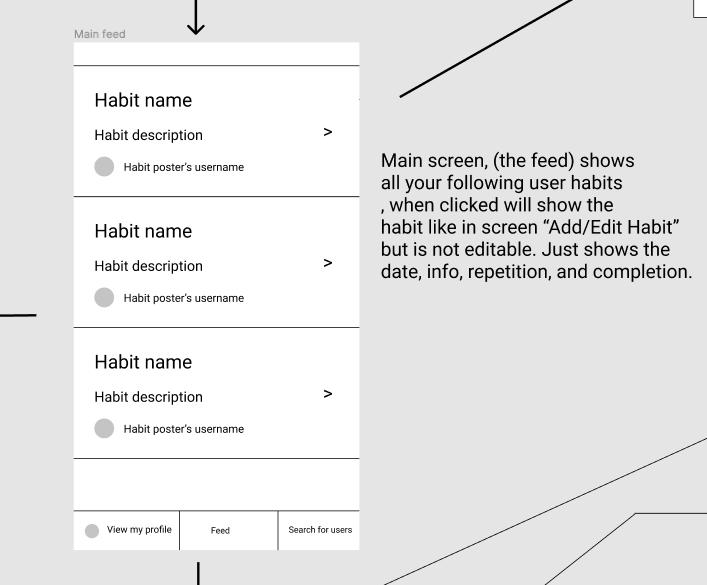 Main feed
Habit name
Habit description
>
Habit poster's username
Habit name
Habit description
>
Habit poster's username
Habit name
Habit description
>
Habit poster's username
View my profile
Feed
Search for users
Main screen, (the feed) shows
all your following user habits
, when clicked will show the
habit like in screen “Add/Edit Habit”
but is not editable. Just shows the
date, info, repetition, and completion.